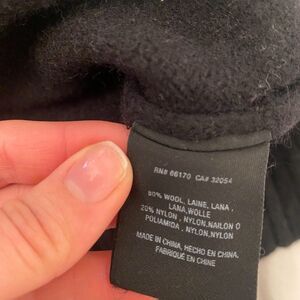 RN# 66170 CA# 32054
80% WOOL, LAINE, LANA,
LANA,WOLLE
20% NYLON, NYLON,NAILON O
POLIAMIDA, NYLON,NYLON
MADE IN CHINA, HECHO EN CHINA,
FABRIQUÉ EN CHINE